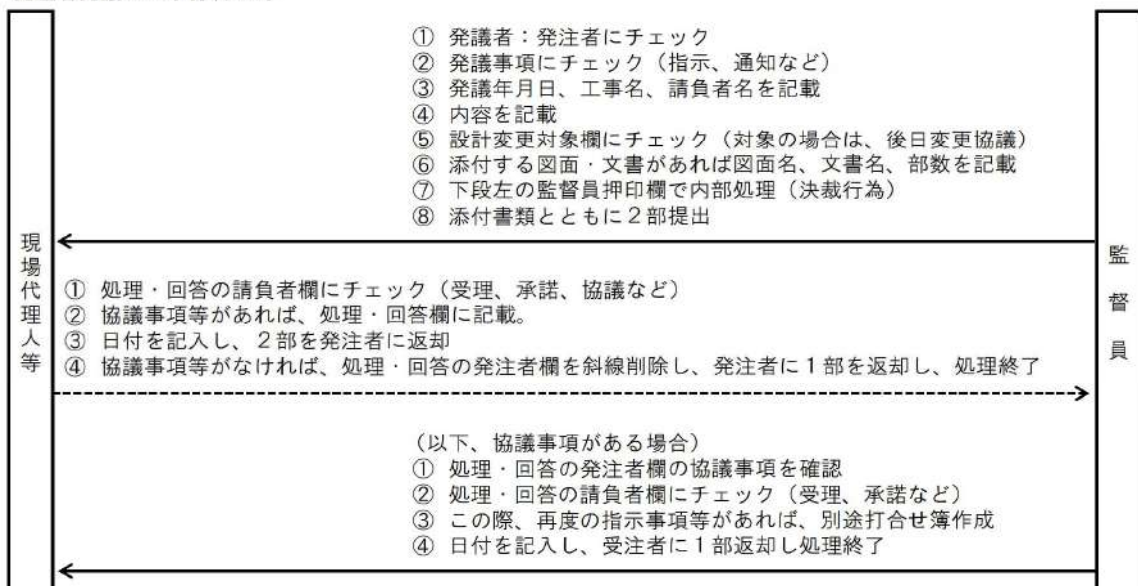 ① 発議者：発注者にチェック
② 発議事項にチェック（指示、通知など）
③ 発議年月日、工事名、請負者名を記載
④ 内容を記載
⑤ 設計変更対象欄にチェック（対象の場合は、後日変更協議）
⑥ 添付する図面・文書があれば図面名、文書名、部数を記載
⑦ 下段左の監督員押印欄で内部処理（決裁行為）
⑧ 添付書類とともに２部提出
現場代理人等
監督員
① 処理・回答の請負者欄にチェック（受理、承諾、協議など）
② 協議事項等があれば、処理・回答欄に記載。
③ 日付を記入し、２部を発注者に返却
④ 協議事項等がなければ、処理・回答の発注者欄を斜線削除し、発注者に１部を返却し、処理終了
（以下、協議事項がある場合）
① 処理・回答の発注者欄の協議事項を確認
② 処理・回答の請負者欄にチェック（受理、承諾など）
③ この際、再度の指示事項等があれば、別途打合せ簿作成
④ 日付を記入し、受注者に１部返却し処理終了